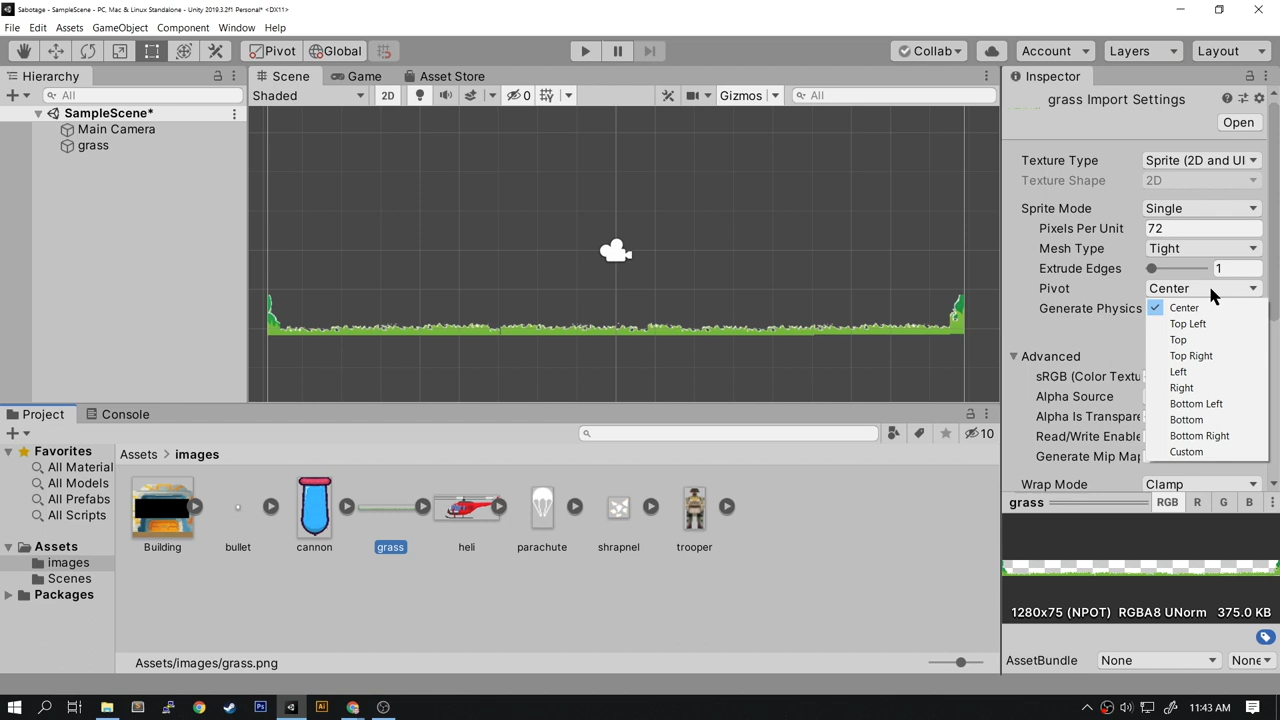 Sabotage - SampleScene - PC, Mac & Linux Standalone - Unity 2019.3.2f1 Personal* <DX11>
File Edit Assets GameObject Component Window Help
Pivot Global Collab Account Layers Layout
Hierarchy
All
SampleScene*
Main Camera
grass
Scene Game Asset Store
Shaded 2D 0 Gizmos All
Inspector
grass Import Settings
Open
Texture Type Sprite (2D and UI
Texture Shape 2D
Sprite Mode Single
Pixels Per Unit 72
Mesh Type Tight
Extrude Edges 1
Pivot Center
Generate Physics
Center
Top Left
Top
Top Right
Left
Right
Bottom Left
Bottom
Bottom Right
Custom
Advanced
sRGB (Color Textu
Alpha Source
Alpha Is Transpare
Read/Write Enable
Generate Mip Map
Wrap Mode Clamp
grass RGB R G B
1280x75 (NPOT) RGBA8 UNorm 375.0 KB
AssetBundle None None
Project Console
10
Favorites
All Material
All Models
All Prefabs
All Scripts
Assets
images
Scenes
Packages
Assets > images
Building bullet cannon grass heli parachute shrapnel trooper
Assets/images/grass.png
11:43 AM